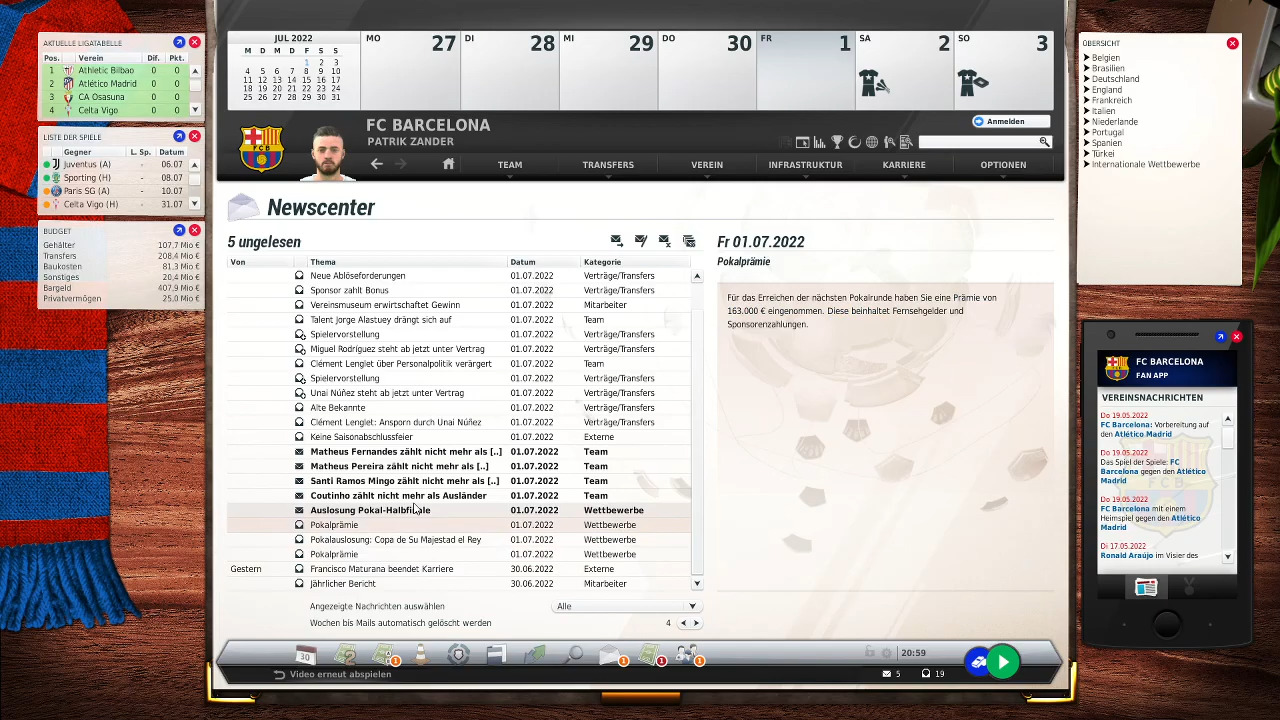 AKTUELLE LIGATABELLE
Pos. Verein Dif. Pkt.
1 Athletic Bilbao 0 0
2 Atlético Madrid 0 0
3 CA Osasuna 0 0
4 Celta Vigo 0 0
LISTE DER SPIELE
Gegner L. Sp. Datum
Juventus (A) - 06.07
Sporting (H) - 08.07
Paris SG (A) - 10.07
Celta Vigo (H) - 31.07
BUDGET
Gehälter 107,7 Mio €
Transfers 208,4 Mio €
Baukosten 81,3 Mio €
Sonstiges 20,4 Mio €
Bargeld 407,9 Mio €
Privatvermögen 25,0 Mio €
JUL 2022
M D M D F S S
1 2 3
4 5 6 7 8 9 10
11 12 13 14 15 16 17
18 19 20 21 22 23 24
25 26 27 28 29 30 31
MO 27
DI 28
MI 29
DO 30
FR 1
SA 2
SO 3
FC BARCELONA
PATRIK ZANDER
Anmelden
TEAM TRANSFERS VEREIN INFRASTRUKTUR KARRIERE OPTIONEN
Newscenter
5 ungelesen
Von Thema Datum Kategorie
Neue Ablöseforderungen 01.07.2022 Verträge/Transfers
Sponsor zahlt Bonus 01.07.2022 Verträge/Transfers
Vereinsmuseum erwirtschaftet Gewinn 01.07.2022 Mitarbeiter
Talent Jorge Alastuey drängt sich auf 01.07.2022 Team
Spielervorstellung 01.07.2022 Verträge/Transfers
Miguel Rodríguez steht ab jetzt unter Vertrag 01.07.2022 Verträge/Transfers
Clément Lenglet über Personalpolitik verärgert 01.07.2022 Team
Spielervorstellung 01.07.2022 Verträge/Transfers
Unai Núñez steht ab jetzt unter Vertrag 01.07.2022 Verträge/Transfers
Alte Bekannte 01.07.2022 Verträge/Transfers
Clément Lenglet: Ansporn durch Unai Núñez 01.07.2022 Verträge/Transfers
Keine Saisonabschlussfeier 01.07.2022 Externe
Matheus Fernandes zählt nicht mehr als [..] 01.07.2022 Team
Matheus Pereira zählt nicht mehr als [..] 01.07.2022 Team
Santi Ramos Mingo zählt nicht mehr als [..] 01.07.2022 Team
Coutinho zählt nicht mehr als Ausländer 01.07.2022 Team
Auslosung Pokal-Halbfinale 01.07.2022 Wettbewerbe
Pokalprämie 01.07.2022 Wettbewerbe
Pokalauslosung: Copa de Su Majestad el Rey 01.07.2022 Wettbewerbe
Pokalprämie 01.07.2022 Wettbewerbe
Gestern Francisco Maturana beendet Karriere 30.06.2022 Externe
Jährlicher Bericht 30.06.2022 Mitarbeiter
Angezeigte Nachrichten auswählen Alle
Wochen bis Mails automatisch gelöscht werden 4
Fr 01.07.2022
Pokalprämie
Für das Erreichen der nächsten Pokalrunde haben Sie eine Prämie von
163.000 € eingenommen. Diese beinhaltet Fernsehgelder und
Sponsorenzahlungen.
30
1
1
1
1
20:59
Video erneut abspielen
5 19
ÜBERSICHT
Belgien
Brasilien
Deutschland
England
Frankreich
Italien
Niederlande
Portugal
Spanien
Türkei
Internationale Wettbewerbe
FC BARCELONA
FAN APP
VEREINSNACHRICHTEN
Do 19.05.2022
FC Barcelona: Vorbereitung auf
den Atlético Madrid
Do 19.05.2022
Das Spiel der Spiele: FC
Barcelona gegen den Atlético
Madrid
Do 19.05.2022
FC Barcelona mit einem
Heimspiel gegen den Atlético
Madrid
Di 17.05.2022
Ronald Araújo im Visier des